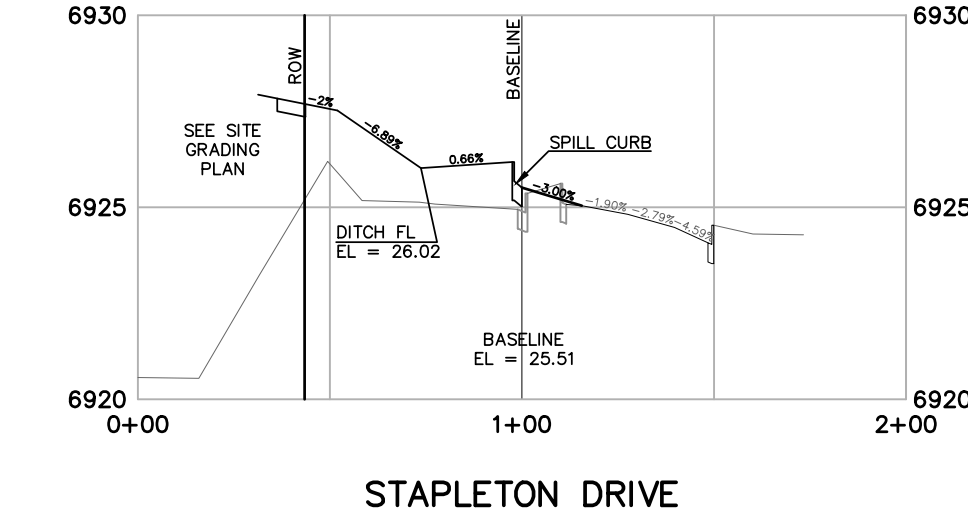 6930
6930
ROW
BASELINE
-2%
SEE SITE
GRADING
PLAN
-6.89%
0.66%
SPILL CURB
-3.00%
-1.90%
-2.79%
-4.59%
6925
6925
DITCH FL
EL = 26.02
BASELINE
EL = 25.51
6920
6920
0+00
1+00
2+00
STAPLETON DRIVE